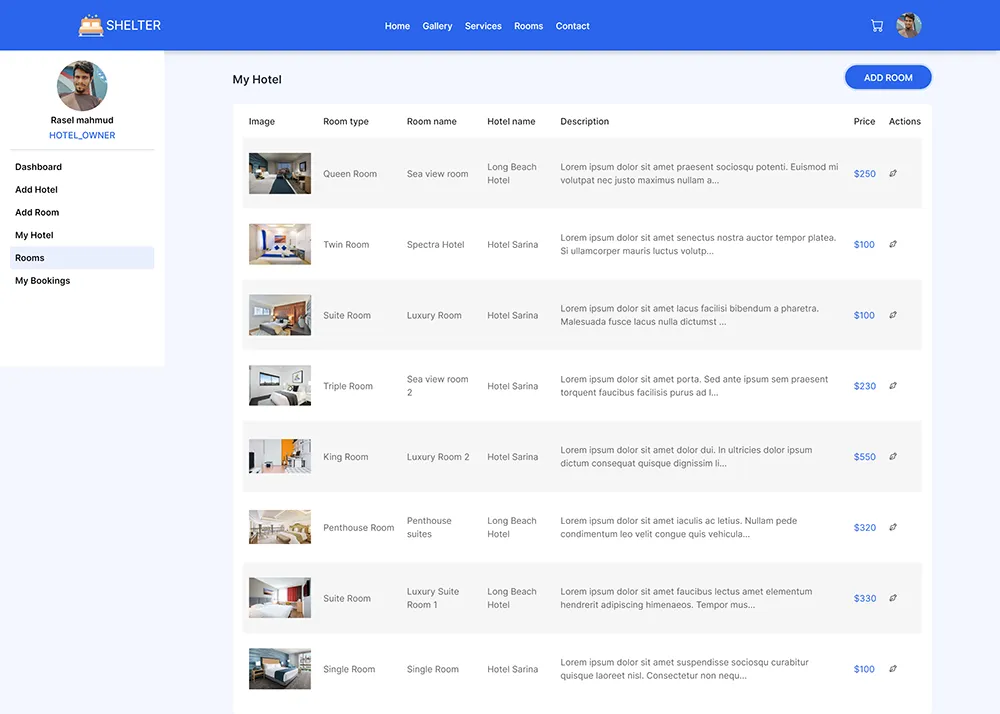 SHELTER
Home Gallery Services Rooms Contact
Rasel mahmud
HOTEL_OWNER
Dashboard
Add Hotel
Add Room
My Hotel
Rooms
My Bookings
My Hotel
ADD ROOM
Image Room type Room name Hotel name Description Price Actions
Queen Room Sea view room Long Beach Hotel Lorem ipsum dolor sit amet praesent sociosqu potenti. Euismod mi
volutpat nec justo maximus nullam a... $250
Twin Room Spectra Hotel Hotel Sarina Lorem ipsum dolor sit amet senectus nostra auctor tempor platea.
Si ullamcorper mauris luctus volutp... $100
Suite Room Luxury Room Hotel Sarina Lorem ipsum dolor sit amet lacus facilisi bibendum a pharetra.
Malesuada fusce lacus nulla dictumst ... $100
Triple Room Sea view room 2 Hotel Sarina Lorem ipsum dolor sit amet porta. Sed ante ipsum sem praesent
torquent faucibus facilisis purus ad l... $230
King Room Luxury Room 2 Hotel Sarina Lorem ipsum dolor sit amet dolor dui. In ultricies dolor ipsum
dictum consequat quisque dignissim li... $550
Penthouse Room Penthouse suites Long Beach Hotel Lorem ipsum dolor sit amet iaculis ac letius. Nullam pede
condimentum leo velit congue quis vehicula... $320
Suite Room Luxury Suite Room 1 Long Beach Hotel Lorem ipsum dolor sit amet faucibus lectus amet elementum
hendrerit adipiscing himenaeos. Tempor mus... $330
Single Room Single Room Hotel Sarina Lorem ipsum dolor sit amet suspendisse sociosqu curabitur
quisque laoreet nisl. Consectetur non nequ... $100